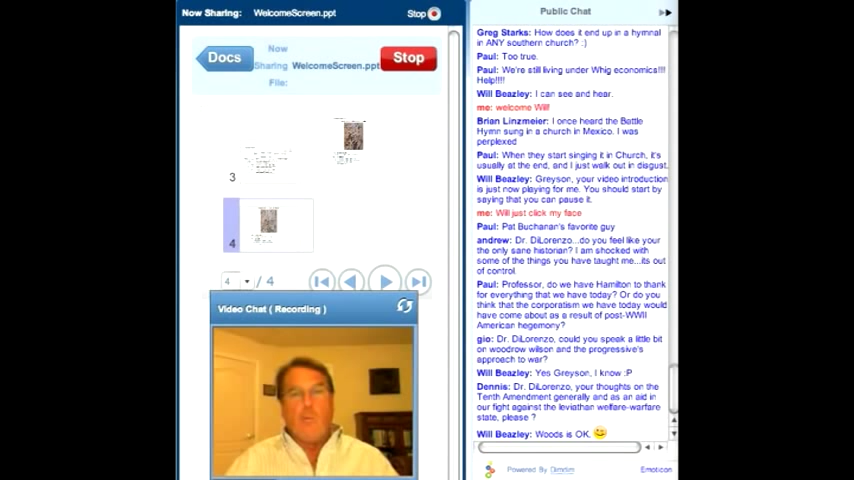 Now Sharing: WelcomeScreen.ppt Stop
Docs
Now
Sharing WelcomeScreen.ppt
File:
Stop
3
4
4 / 4
Video Chat ( Recording )
Public Chat
Greg Starks: How does it end up in a hymnal
in ANY southern church? :)
Paul: Too true.
Paul: We're still living under Whig economics!!!
Help!!!!
Will Beazley: I can see and hear.
me: welcome Will!
Brian Linzmeier: I once heard the Battle
Hymn sung in a church in Mexico. I was
perplexed
Paul: When they start singing it in Church, it's
usually at the end, and I just walk out in disgust.
Will Beazley: Greyson, your video introduction
is just now playing for me. You should start by
saying that you can pause it.
me: Will just click my face
Paul: Pat Buchanan's favorite guy
andrew: Dr. DiLorenzo...do you feel like your
the only sane historian? I am shocked with
some of the things you have taught me...its out
of control.
Paul: Professor, do we have Hamilton to thank
for everything that we have today? Or do you
think that the corporatism we have today would
have come about as a result of post-WWII
American hegemony?
gio: Dr. DiLorenzo, could you speak a little bit
on woodrow wilson and the progressive's
approach to war?
Will Beazley: Yes Greyson, I know :P
Dennis: Dr. DiLorenzo, your thoughts on the
Tenth Amendment generally and as an aid in
our fight against the leviathan welfare-warfare
state, please ?
Will Beazley: Woods is OK.
Powered By Dimdim Emoticon